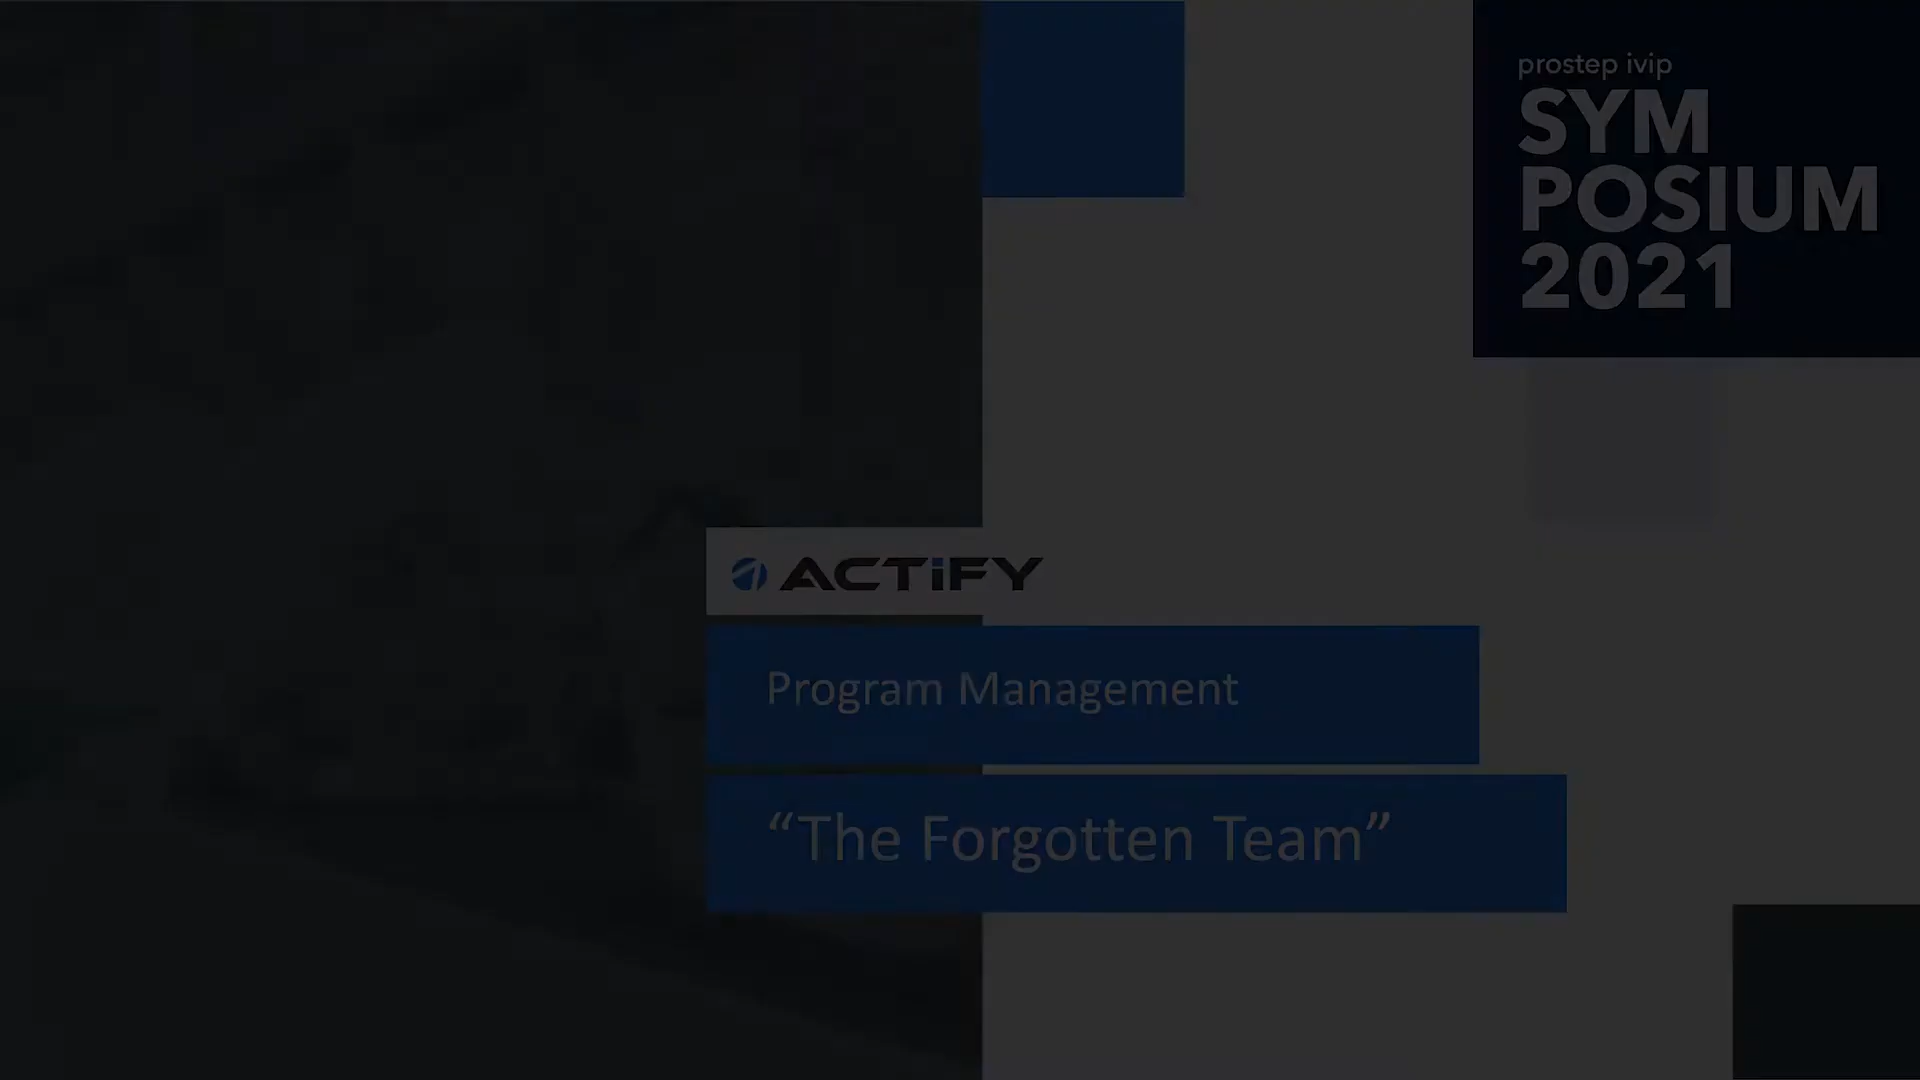 prostep ivip
SYM
POSIUM
2021
ACTiFY
Program Management
“The Forgotten Team”